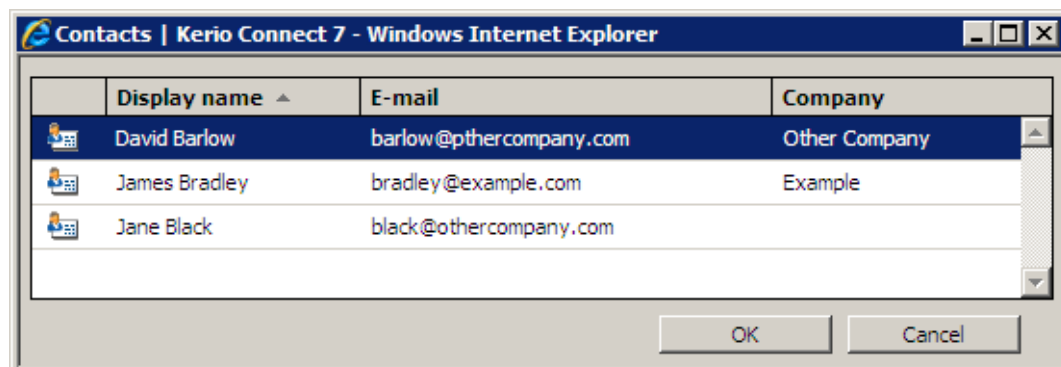 Contacts | Kerio Connect 7 - Windows Internet Explorer
Display name E-mail Company
David Barlow barlow@pthercompany.com Other Company
James Bradley bradley@example.com Example
Jane Black black@othercompany.com
OK Cancel